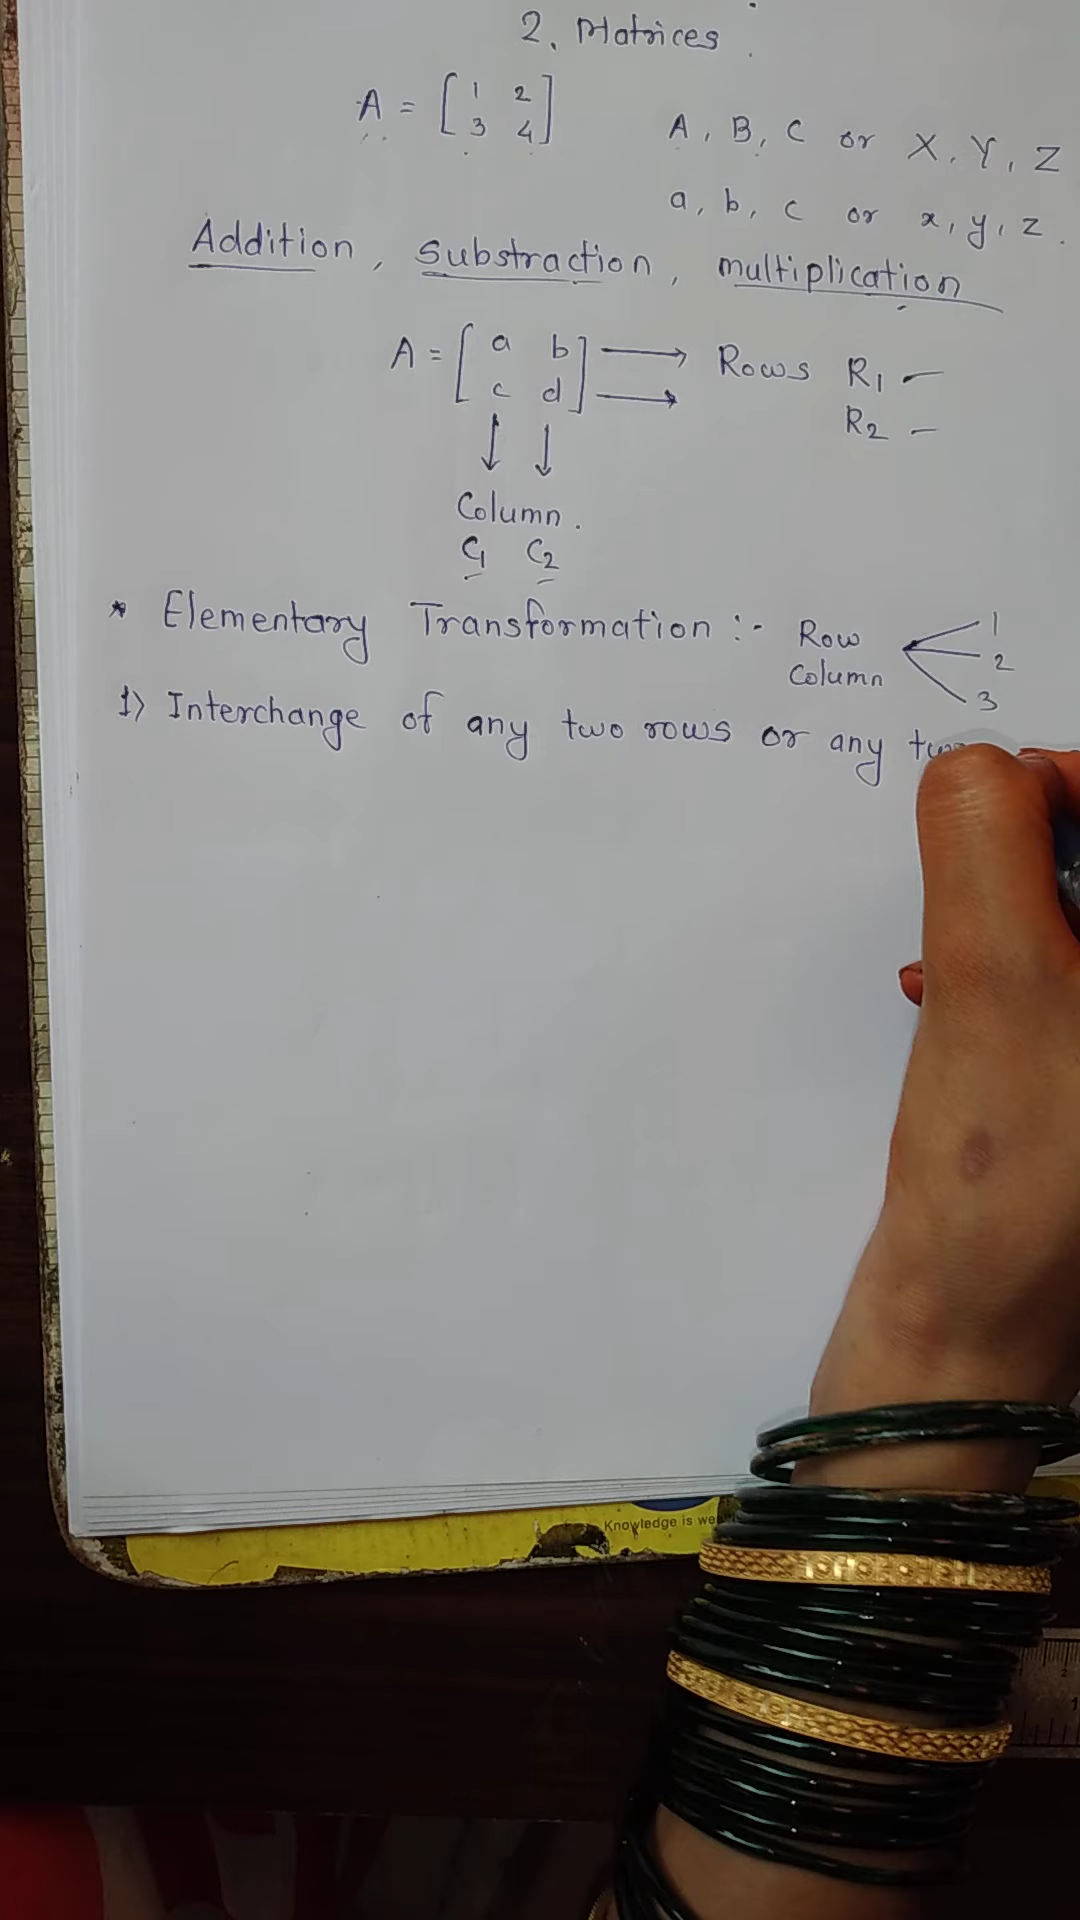 2. Matrices
A = [ 1 2
3 4 ]
A, B, C or X, Y, Z
a, b, c or x, y, z.
Addition, substraction, multiplication
A = [ a b ] → Rows R1 –
[ c d ] → R2 –
↓ ↓
Column.
C1 C2
* Elementary Transformation :- Row 1
Column 2
3
1) Interchange of any two rows or any two
Knowledge is